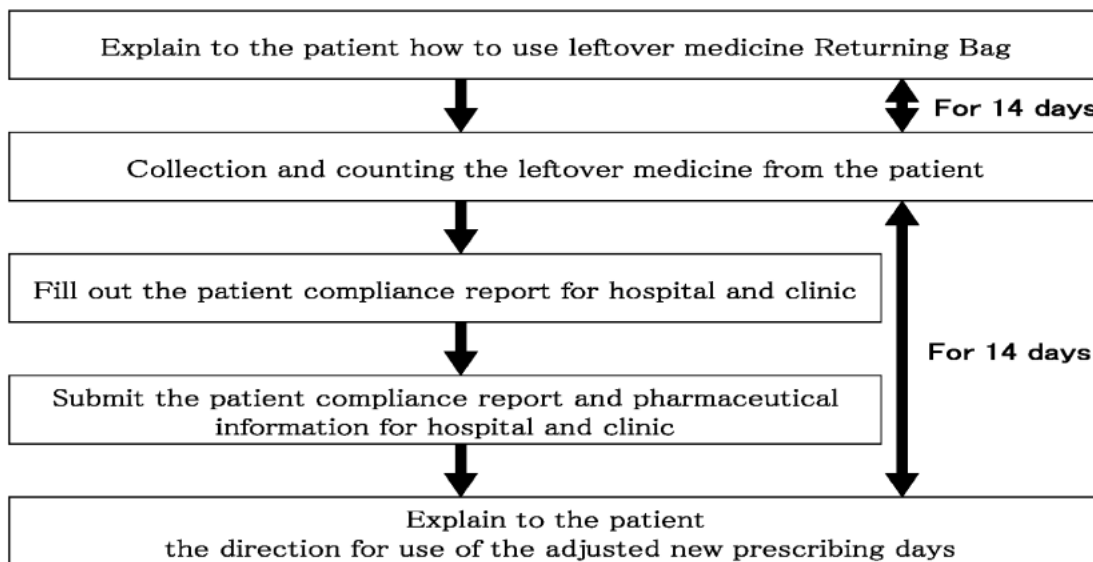 Explain to the patient how to use leftover medicine Returning Bag
For 14 days
Collection and counting the leftover medicine from the patient
Fill out the patient compliance report for hospital and clinic
For 14 days
Submit the patient compliance report and pharmaceutical
information for hospital and clinic
Explain to the patient
the direction for use of the adjusted new prescribing days